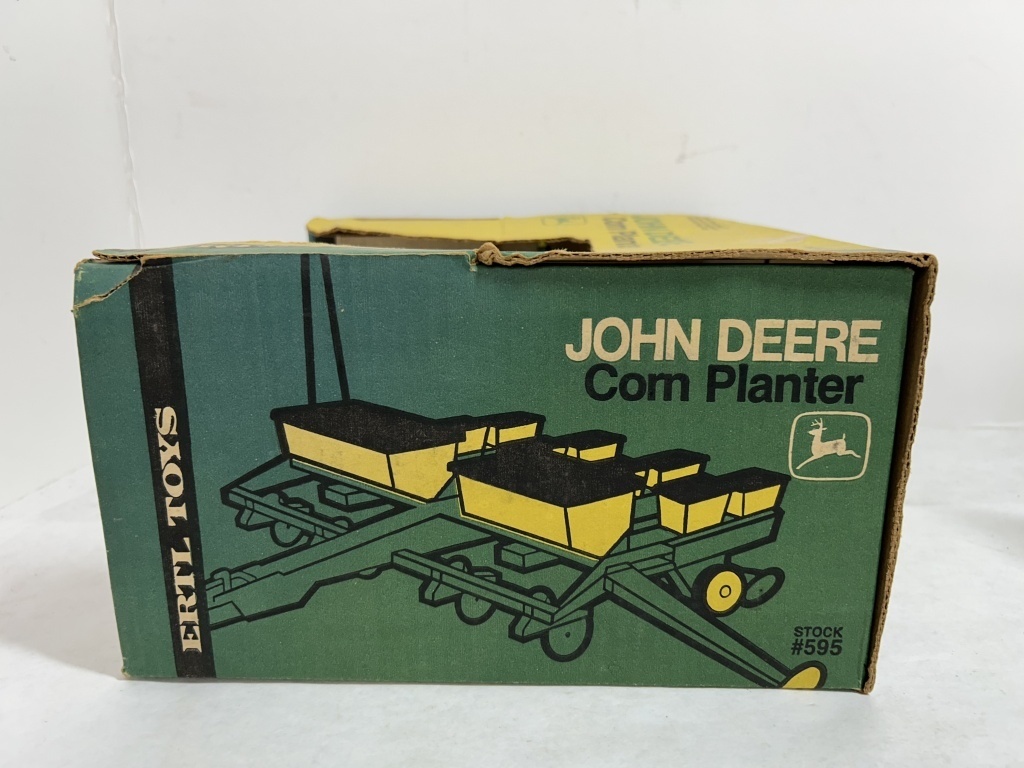 JOHN DEERE
Corn Planter
ERTL TOYS
STOCK
#595